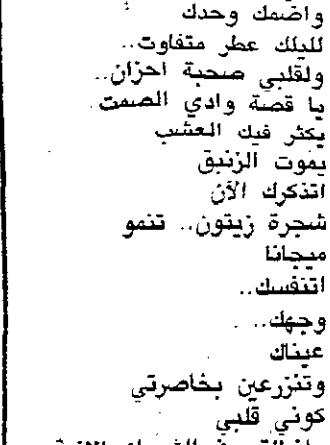 واضمك وحدك
لليلك عطر متفاوت..
ولقلبي صحبة احزان..
يا قصة وادي الصمت
يكثر فيك العشب
يموت الزنبق
اتذكرك الآن
شجرة زيتون.. تنمو
ميجانا
اتنفسك..
وجهك..
عيناك
وتنزرعين بخاصرتي
كوني قلبي